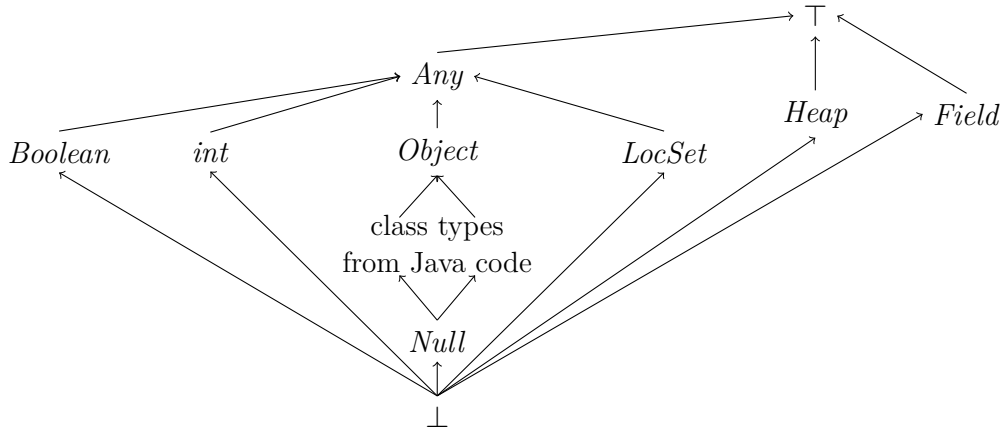 ⊤
Any
Heap
Field
Boolean
int
Object
LocSet
class types
from Java code
Null
⊥